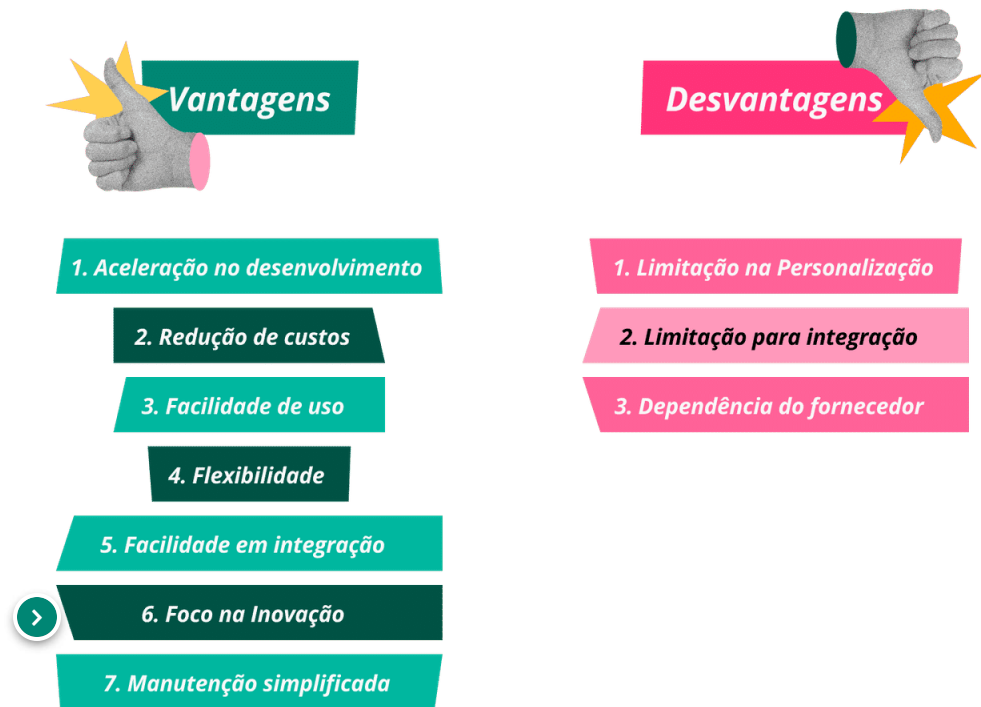 Vantagens
1. Aceleração no desenvolvimento
2. Redução de custos
3. Facilidade de uso
4. Flexibilidade
5. Facilidade em integração
6. Foco na Inovação
7. Manutenção simplificada
Desvantagens
1. Limitação na Personalização
2. Limitação para integração
3. Dependência do fornecedor